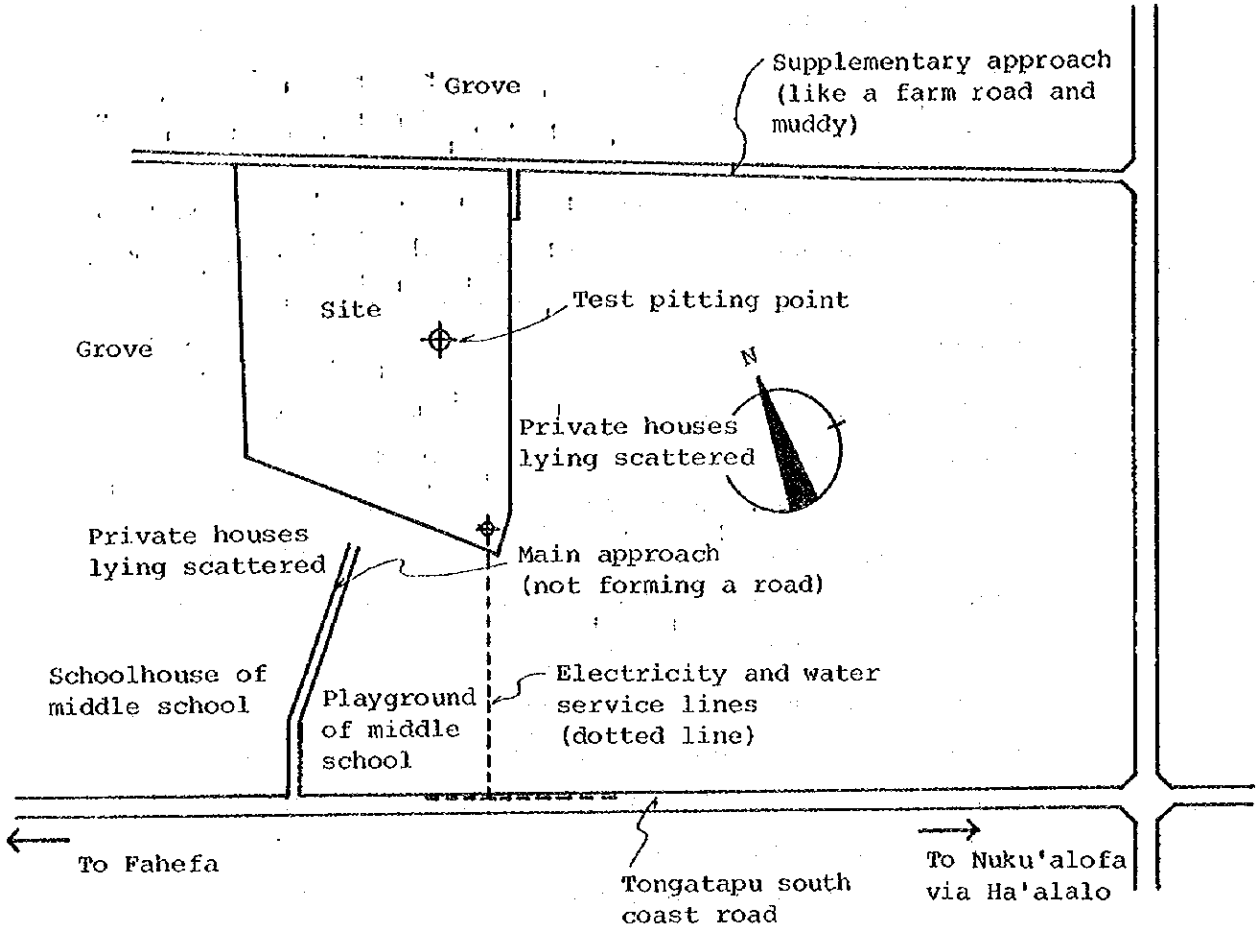 Grove
Supplementary approach
(like a farm road and
muddy)
Site
Test pitting point
Grove
N
Private houses
lying scattered
Private houses
lying scattered
Main approach
(not forming a road)
Schoolhouse of
middle school
Playground
of middle
school
Electricity and water
service lines
(dotted line)
To Fahefa
Tongatapu south
coast road
To Nuku'alofa
via Ha'alalo